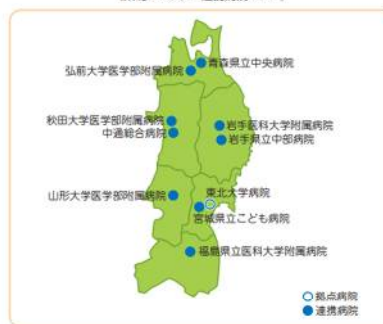 青森県立中央病院
弘前大学医学部附属病院
秋田大学医学部附属病院
中通総合病院
岩手医科大学附属病院
岩手県立中部病院
山形大学医学部附属病院
東北大学病院
宮城県立こども病院
福島県立医科大学附属病院
拠点病院
連携病院